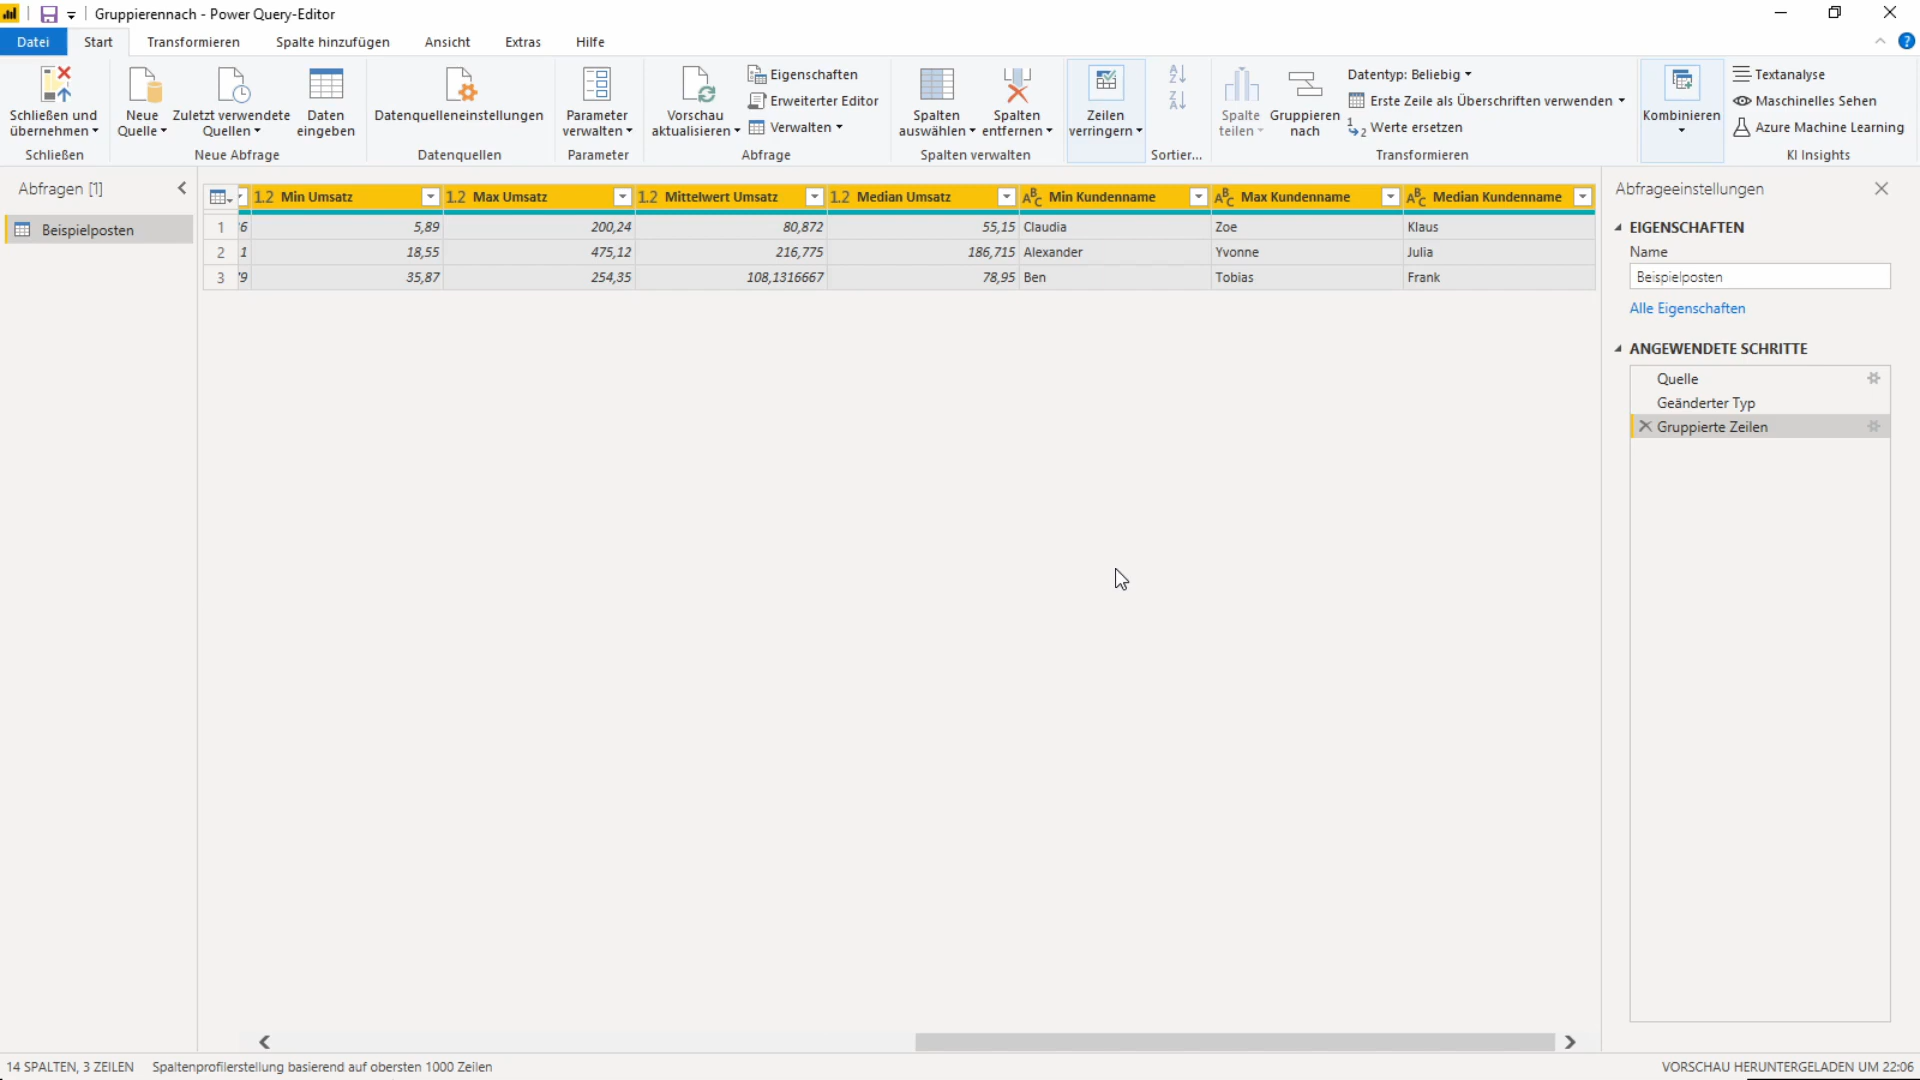 Gruppierennach - Power Query-Editor
Datei Start Transformieren Spalte hinzufügen Ansicht Extras Hilfe ?
Schließen und übernehmen
Schließen
Neue Quelle
Zuletzt verwendete Quellen
Daten eingeben
Neue Abfrage
Datenquelleneinstellungen
Datenquellen
Parameter verwalten
Parameter
Vorschau aktualisieren
Eigenschaften
Erweiterter Editor
Verwalten
Abfrage
Spalten auswählen
Spalten entfernen
Spalten verwalten
Zeilen verringern
Sortier...
Spalte teilen
Gruppieren nach
Datentyp: Beliebig
Erste Zeile als Überschriften verwenden
Werte ersetzen
Transformieren
Kombinieren
Textanalyse
Maschinelles Sehen
Azure Machine Learning
KI Insights
Abfragen [1]
Beispielposten
1.2 Min Umsatz 1.2 Max Umsatz 1.2 Mittelwert Umsatz 1.2 Median Umsatz ABC Min Kundenname ABC Max Kundenname ABC Median Kundenname
1 6 5,89 200,24 80,872 55,15 Claudia Zoe Klaus
2 1 18,55 475,12 216,775 186,715 Alexander Yvonne Julia
3 9 35,87 254,35 108,1316667 78,95 Ben Tobias Frank
Abfrageeinstellungen
EIGENSCHAFTEN
Name
Beispielposten
Alle Eigenschaften
ANGEWENDETE SCHRITTE
Quelle
Geänderter Typ
Gruppierte Zeilen
14 SPALTEN, 3 ZEILEN Spaltenprofilerstellung basierend auf obersten 1000 Zeilen
VORSCHAU HERUNTERGELADEN UM 22:06